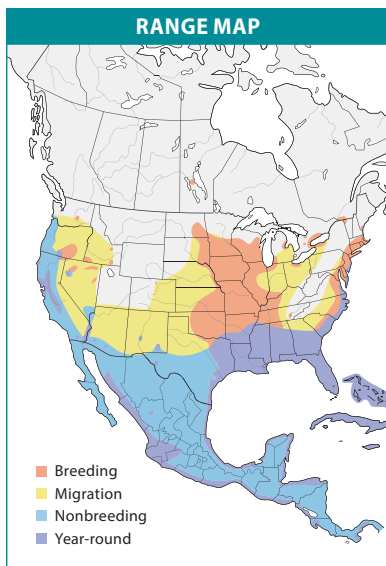 RANGE MAP
Breeding
Migration
Nonbreeding
Year-round